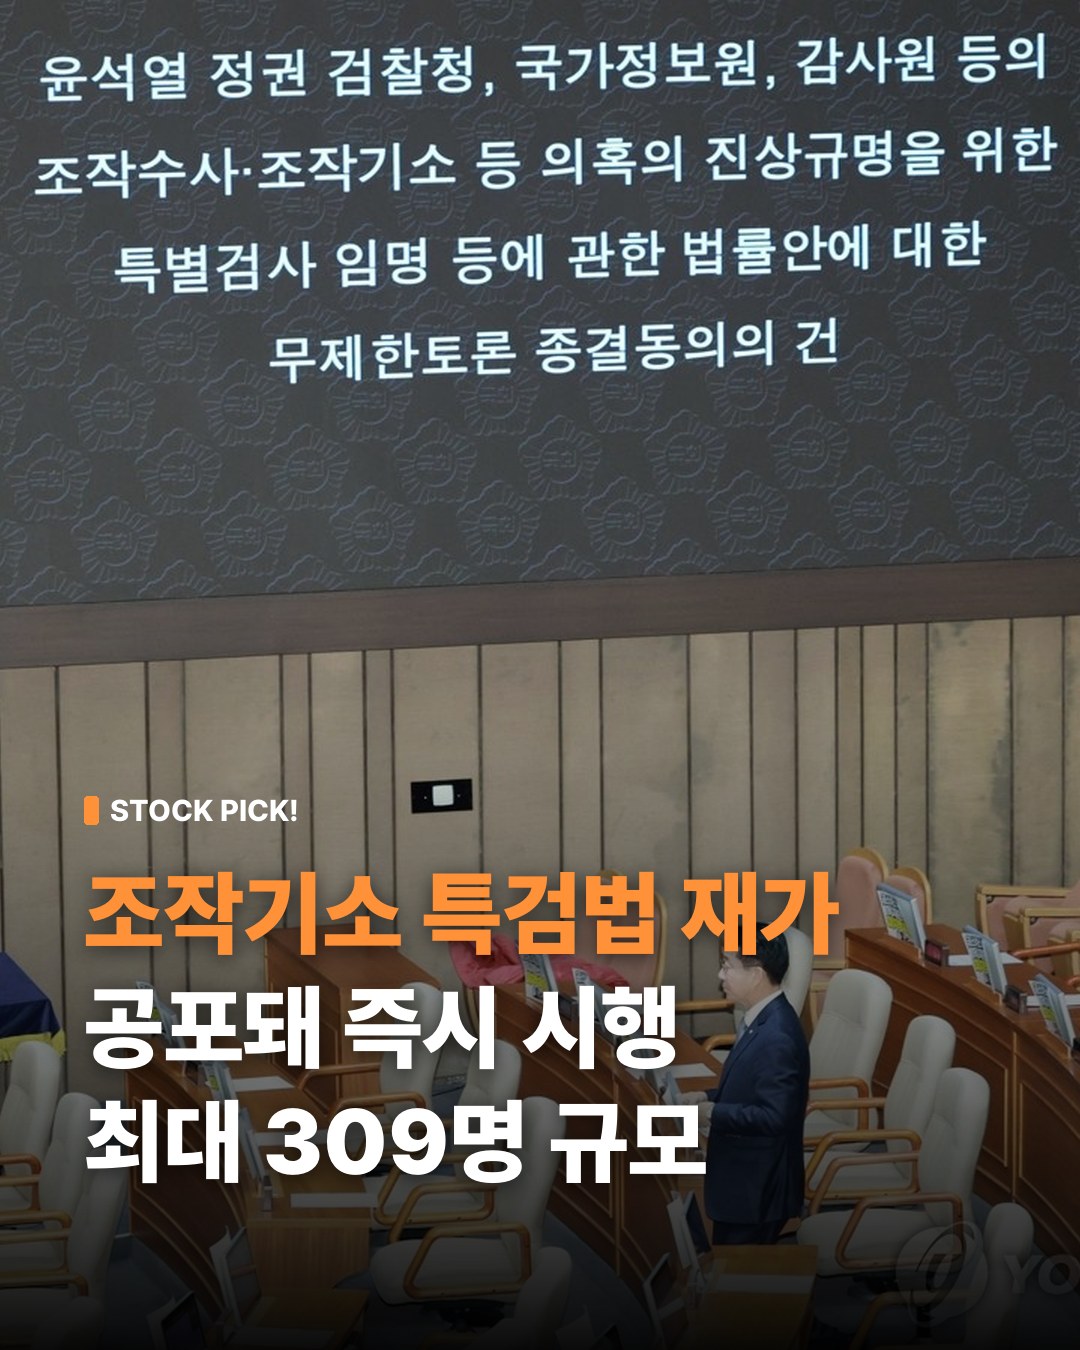 윤석열 정권 검찰청, 국가정보원, 감사원 등의
조작수사·조작기소 등 의혹의 진상규명을 위한
특별검사 임명 등에 관한 법률안에 대한
무제한토론 종결동의의 건
STOCK PICK!
조작기소 특검법 재가
공포돼 즉시 시행
최대 309명 규모
YO